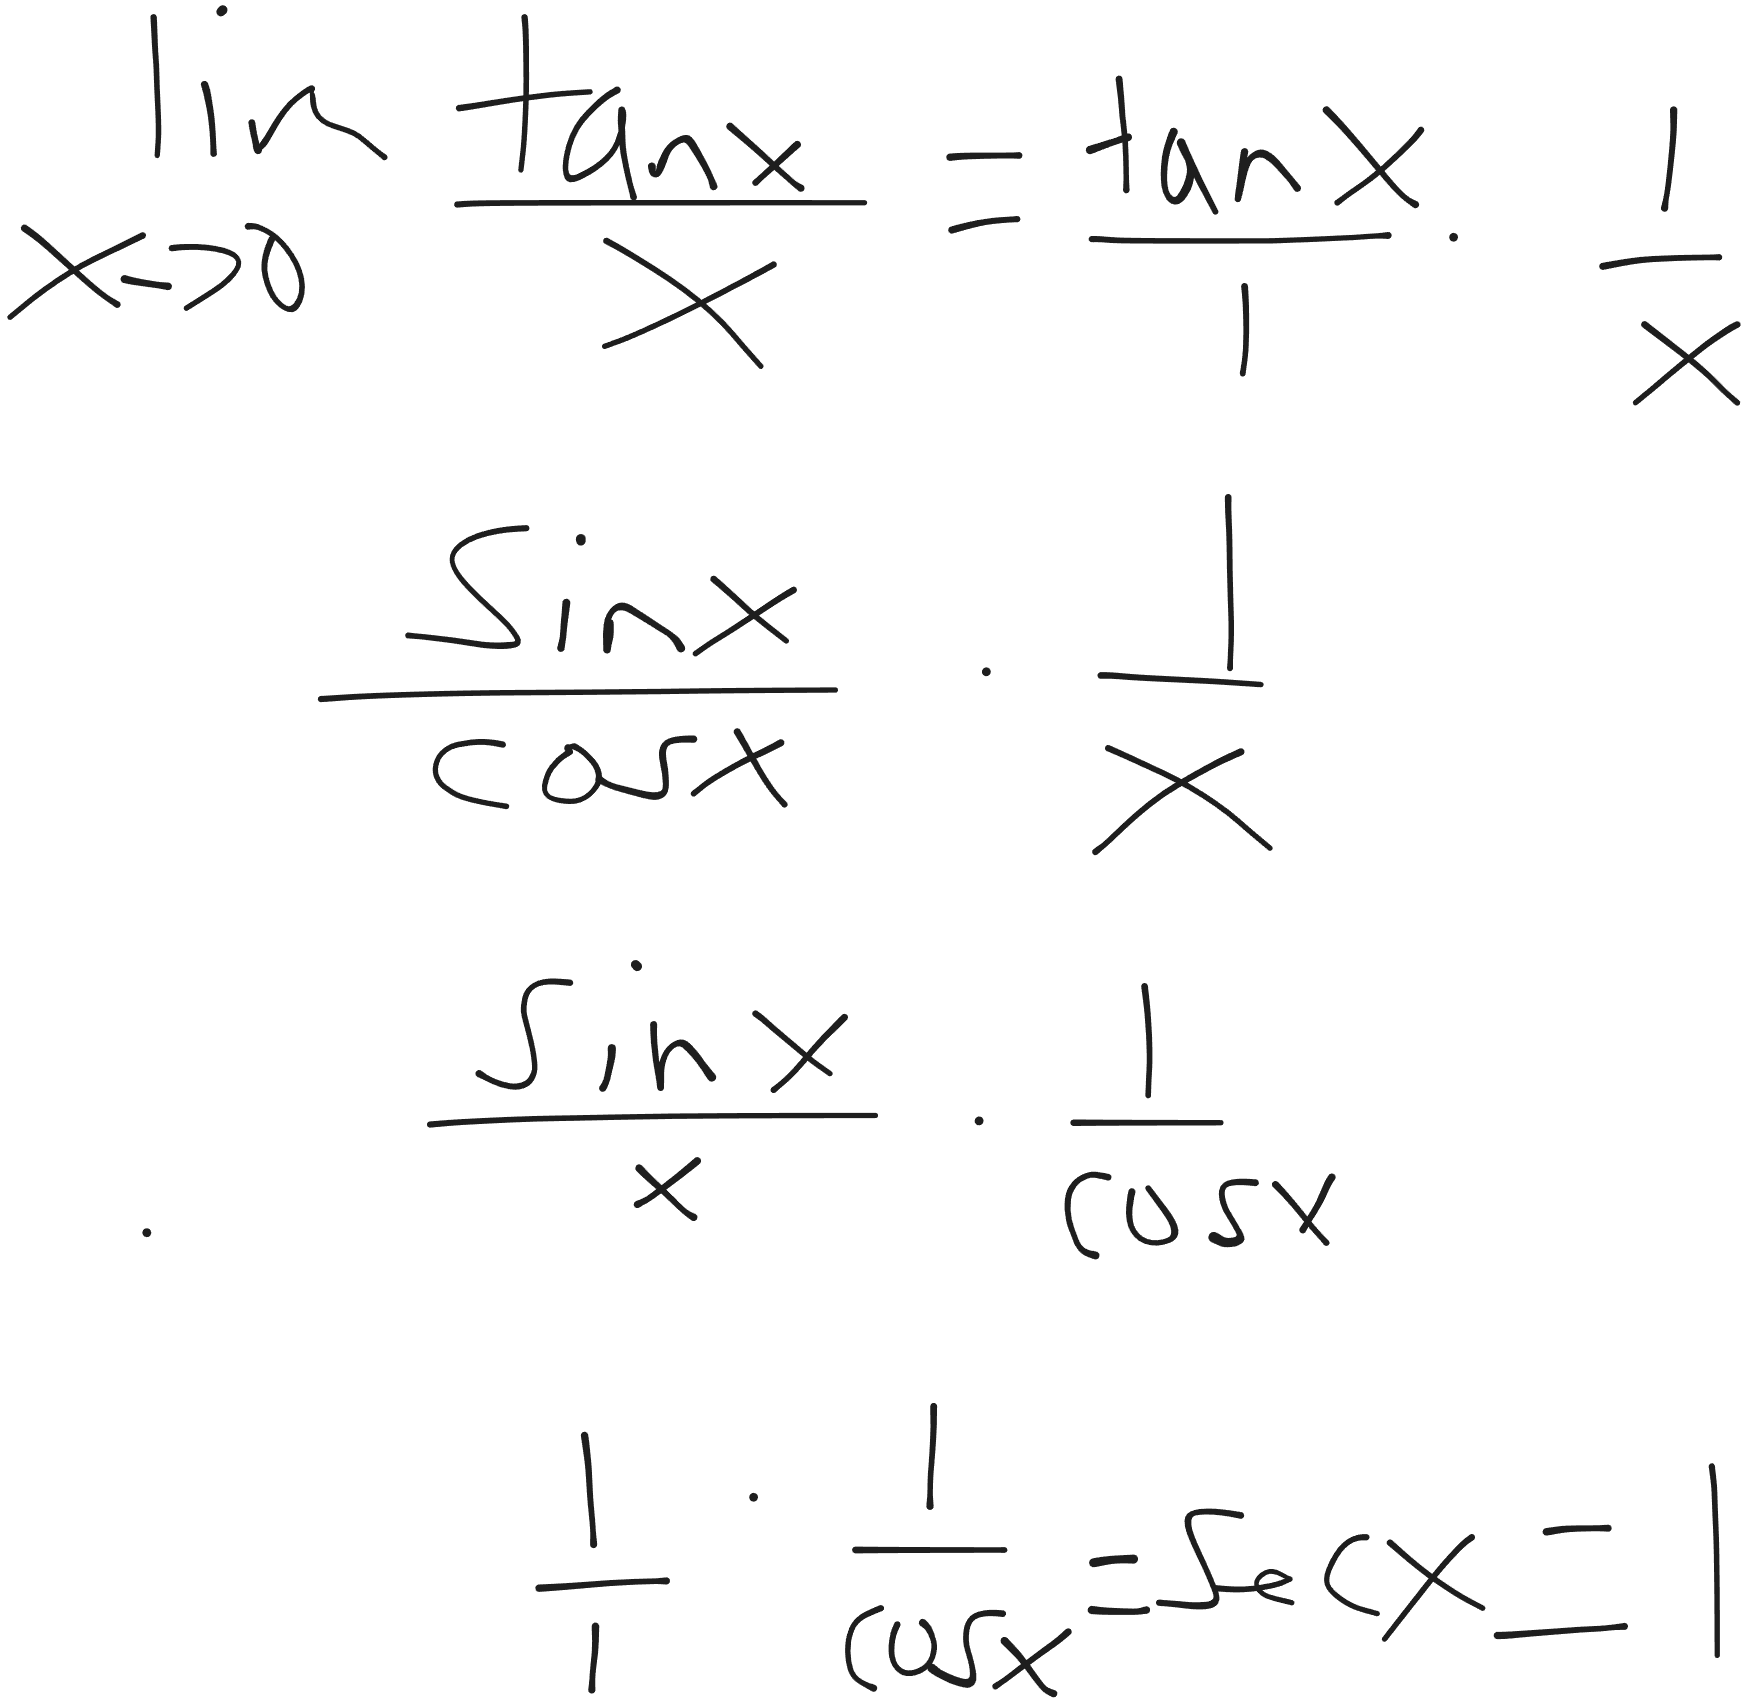 lim tanx/x = tanx/1 · 1/x
x->0
sinx/cosx · 1/x
sinx/x · 1/cosx
1/1 · 1/cosx = secx = 1